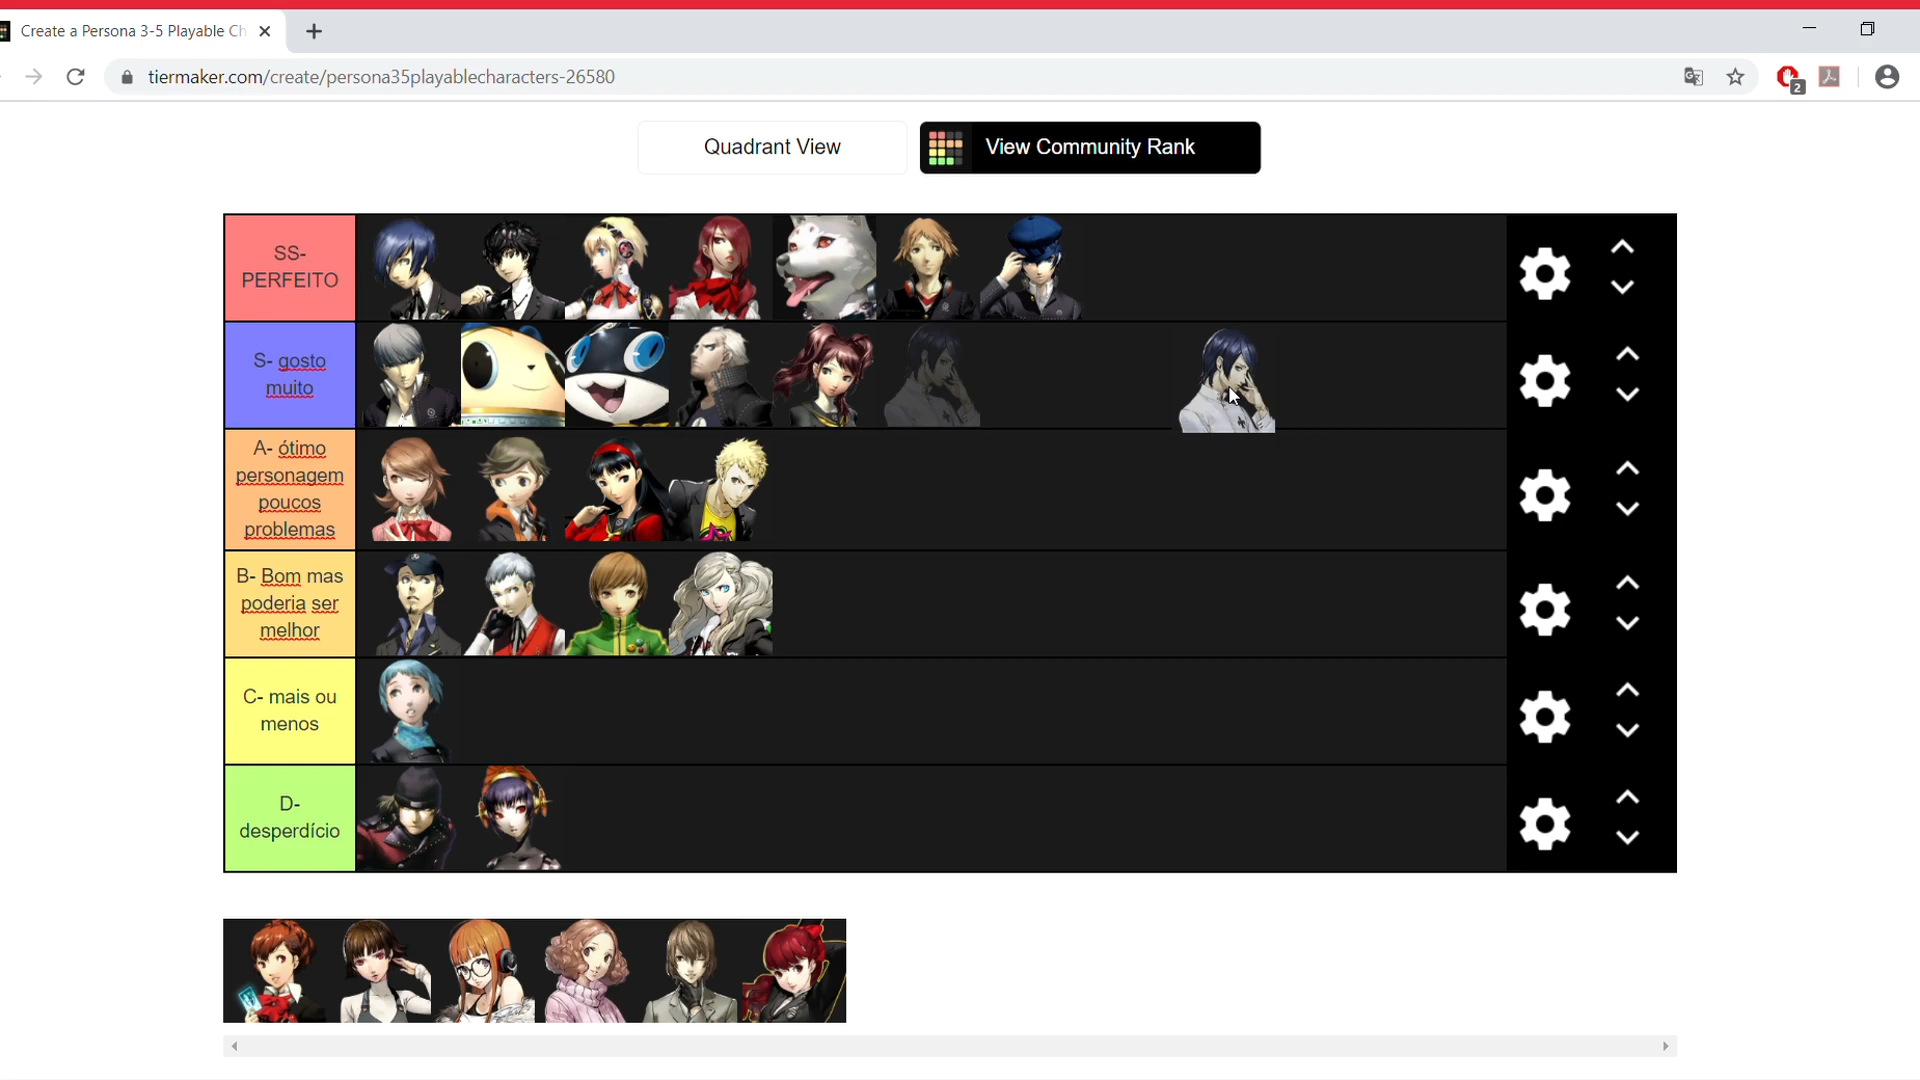 Create a Persona 3-5 Playable Ch
tiermaker.com/create/persona35playablecharacters-26580
2
Quadrant View
View Community Rank
SS-
PERFEITO
S- gosto
muito
A- ótimo
personagem
poucos
problemas
B- Bom mas
poderia ser
melhor
C- mais ou
menos
D-
desperdício